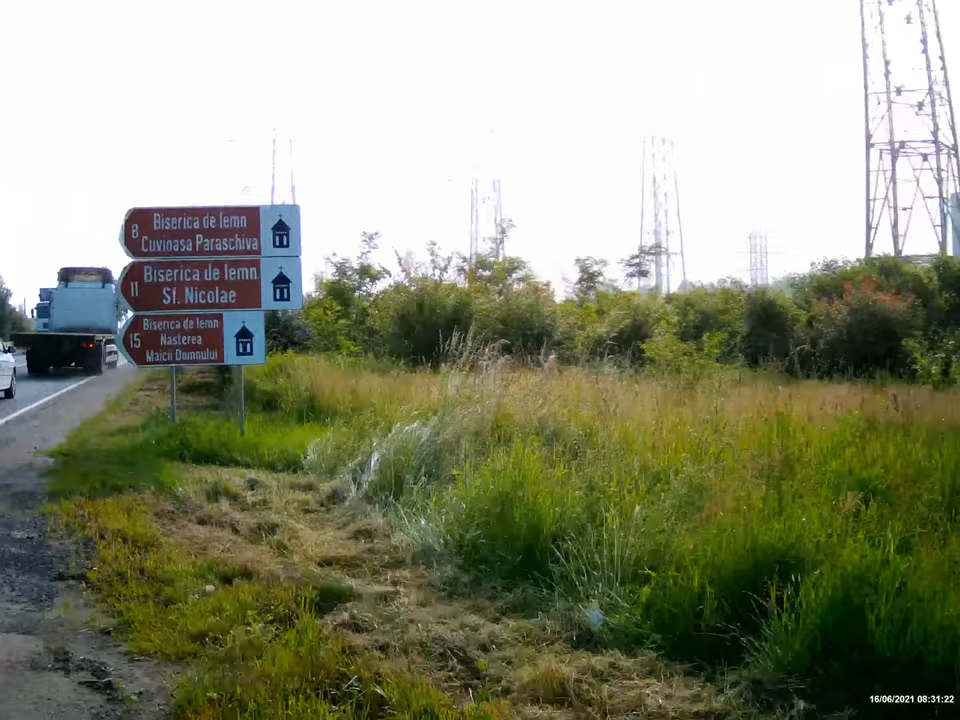 8
Biserica de lemn
Cuvioasa Paraschiva
11
Biserica de lemn
Sf. Nicolae
15
Biserica de lemn
Nasterea
Maicii Domnului
16/06/2021 08:31:22